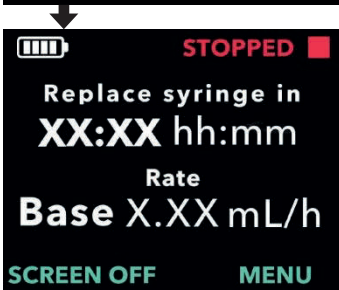 STOPPED
Replace syringe in
XX:XX hh:mm
Rate
Base X.XX mL/h
SCREEN OFF MENU